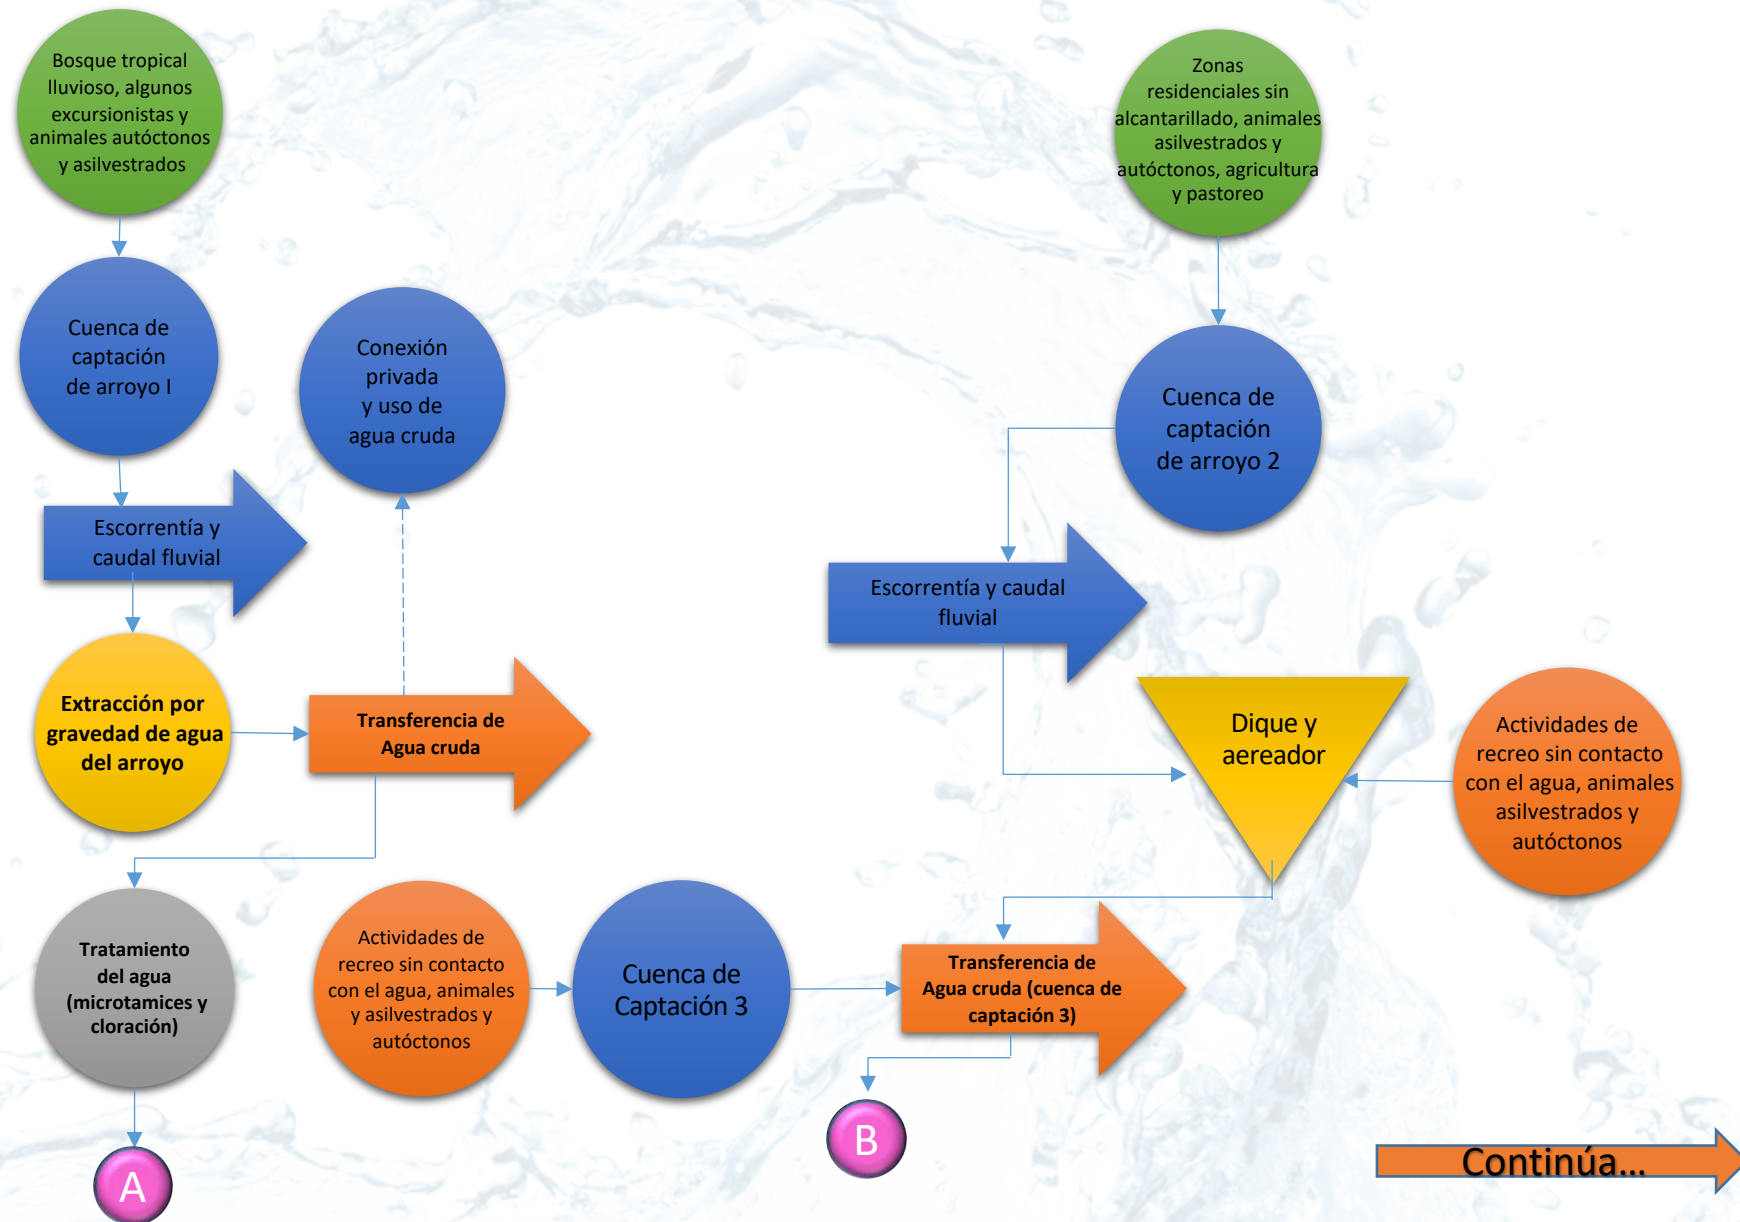 Bosque tropical
lluvioso, algunos
excursionistas y
animales autóctonos
y asilvestrados
Zonas
residenciales sin
alcantarillado, animales
asilvestrados y
autóctonos, agricultura
y pastoreo
Cuenca de
captación
de arroyo I
Conexión
privada
y uso de
agua cruda
Cuenca de
captación
de arroyo 2
Escorrentía y
caudal fluvial
Escorrentía y caudal
fluvial
Extracción por
gravedad de agua
del arroyo
Transferencia de
Agua cruda
Dique y
aereador
Actividades de
recreo sin contacto
con el agua, animales
asilvestrados y
autóctonos
Tratamiento
del agua
(microtamices y
cloración)
Actividades de
recreo sin contacto
con el agua, animales
y asilvestrados y
autóctonos
Cuenca de
Captación 3
Transferencia de
Agua cruda (cuenca de
captación 3)
A
B
Continúa...